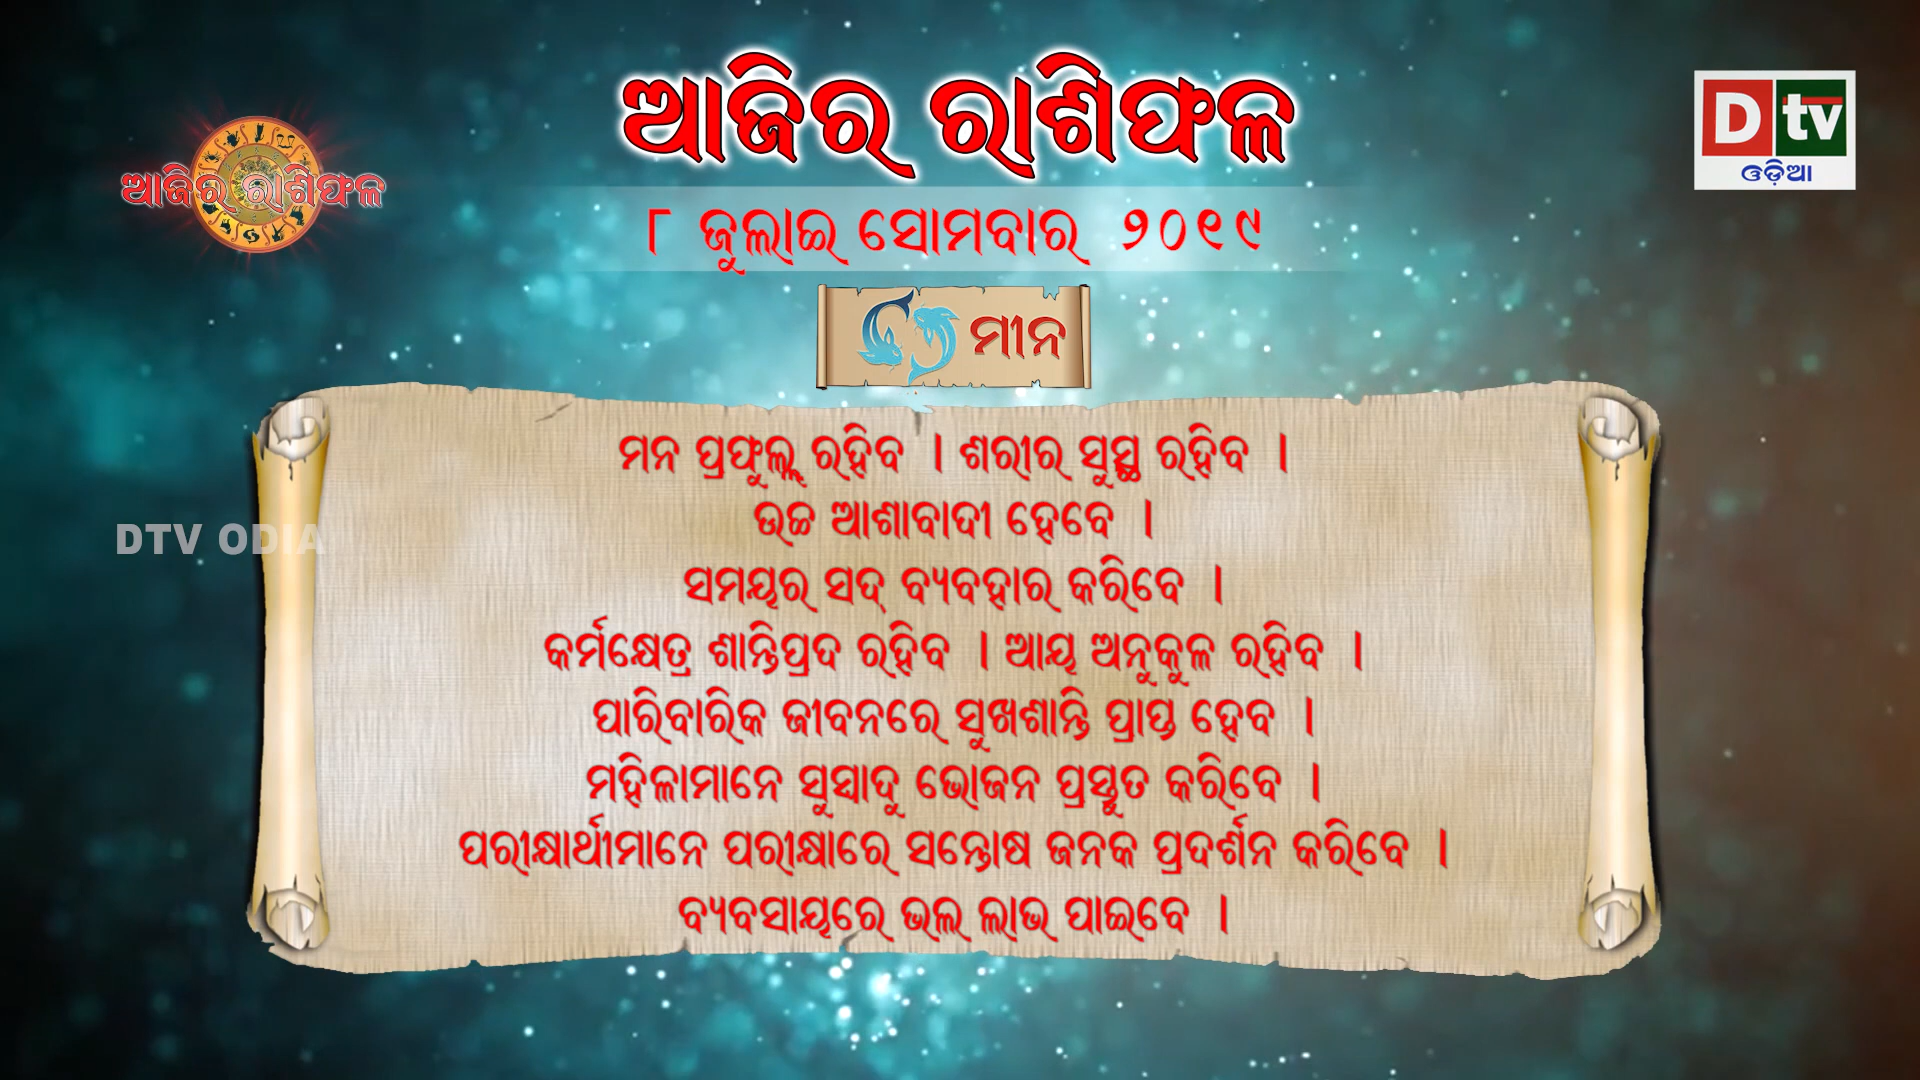 ଆଜିର ରାଶିଫଳ
ଆଜିର ରାଶିଫଳ
D tv
ଓଡ଼ିଆ
୮ ଜୁଲାଇ ସୋମବାର ୨୦୧୯
ମୀନ
ମନ ପ୍ରଫୁଲ୍ଲ ରହିବ । ଶରୀର ସୁସ୍ଥ ରହିବ ।
ଉଚ୍ଚ ଆଶାବାଦୀ ହେବେ ।
DTV ODIA
ସମୟର ସଦ୍ ବ୍ୟବହାର କରିବେ ।
କର୍ମକ୍ଷେତ୍ର ଶାନ୍ତିପ୍ରଦ ରହିବ । ଆୟ ଅନୁକୁଳ ରହିବ ।
ପାରିବାରିକ ଜୀବନରେ ସୁଖଶାନ୍ତି ପ୍ରାପ୍ତ ହେବ ।
ମହିଳାମାନେ ସୁସ୍ୱାଦୁ ଭୋଜନ ପ୍ରସ୍ତୁତ କରିବେ ।
ପରୀକ୍ଷାର୍ଥୀମାନେ ପରୀକ୍ଷାରେ ସନ୍ତୋଷ ଜନକ ପ୍ରଦର୍ଶନ କରିବେ ।
ବ୍ୟବସାୟରେ ଭଲ ଲାଭ ପାଇବେ ।